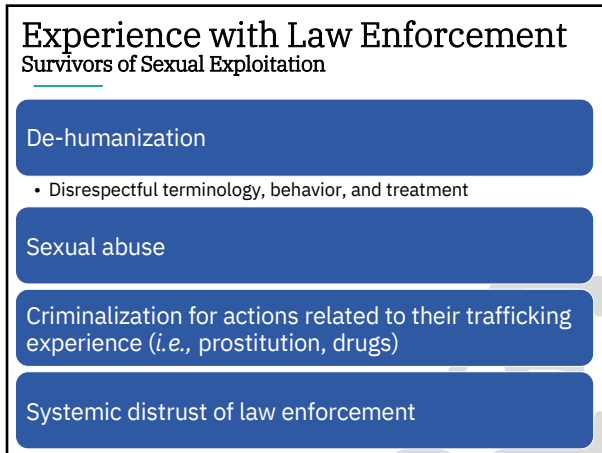 Experience with Law Enforcement
Survivors of Sexual Exploitation
De-humanization
• Disrespectful terminology, behavior, and treatment
Sexual abuse
Criminalization for actions related to their trafficking
experience (i.e., prostitution, drugs)
Systemic distrust of law enforcement